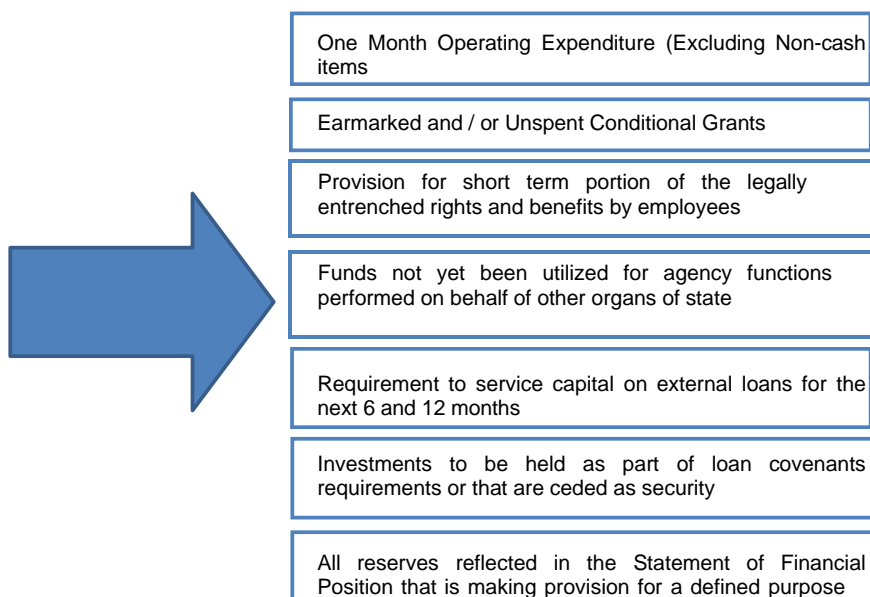 One Month Operating Expenditure (Excluding Non-cash
items
Earmarked and / or Unspent Conditional Grants
Provision for short term portion of the legally
entrenched rights and benefits by employees
Funds not yet been utilized for agency functions
performed on behalf of other organs of state
Requirement to service capital on external loans for the
next 6 and 12 months
Investments to be held as part of loan covenants
requirements or that are ceded as security
All reserves reflected in the Statement of Financial
Position that is making provision for a defined purpose